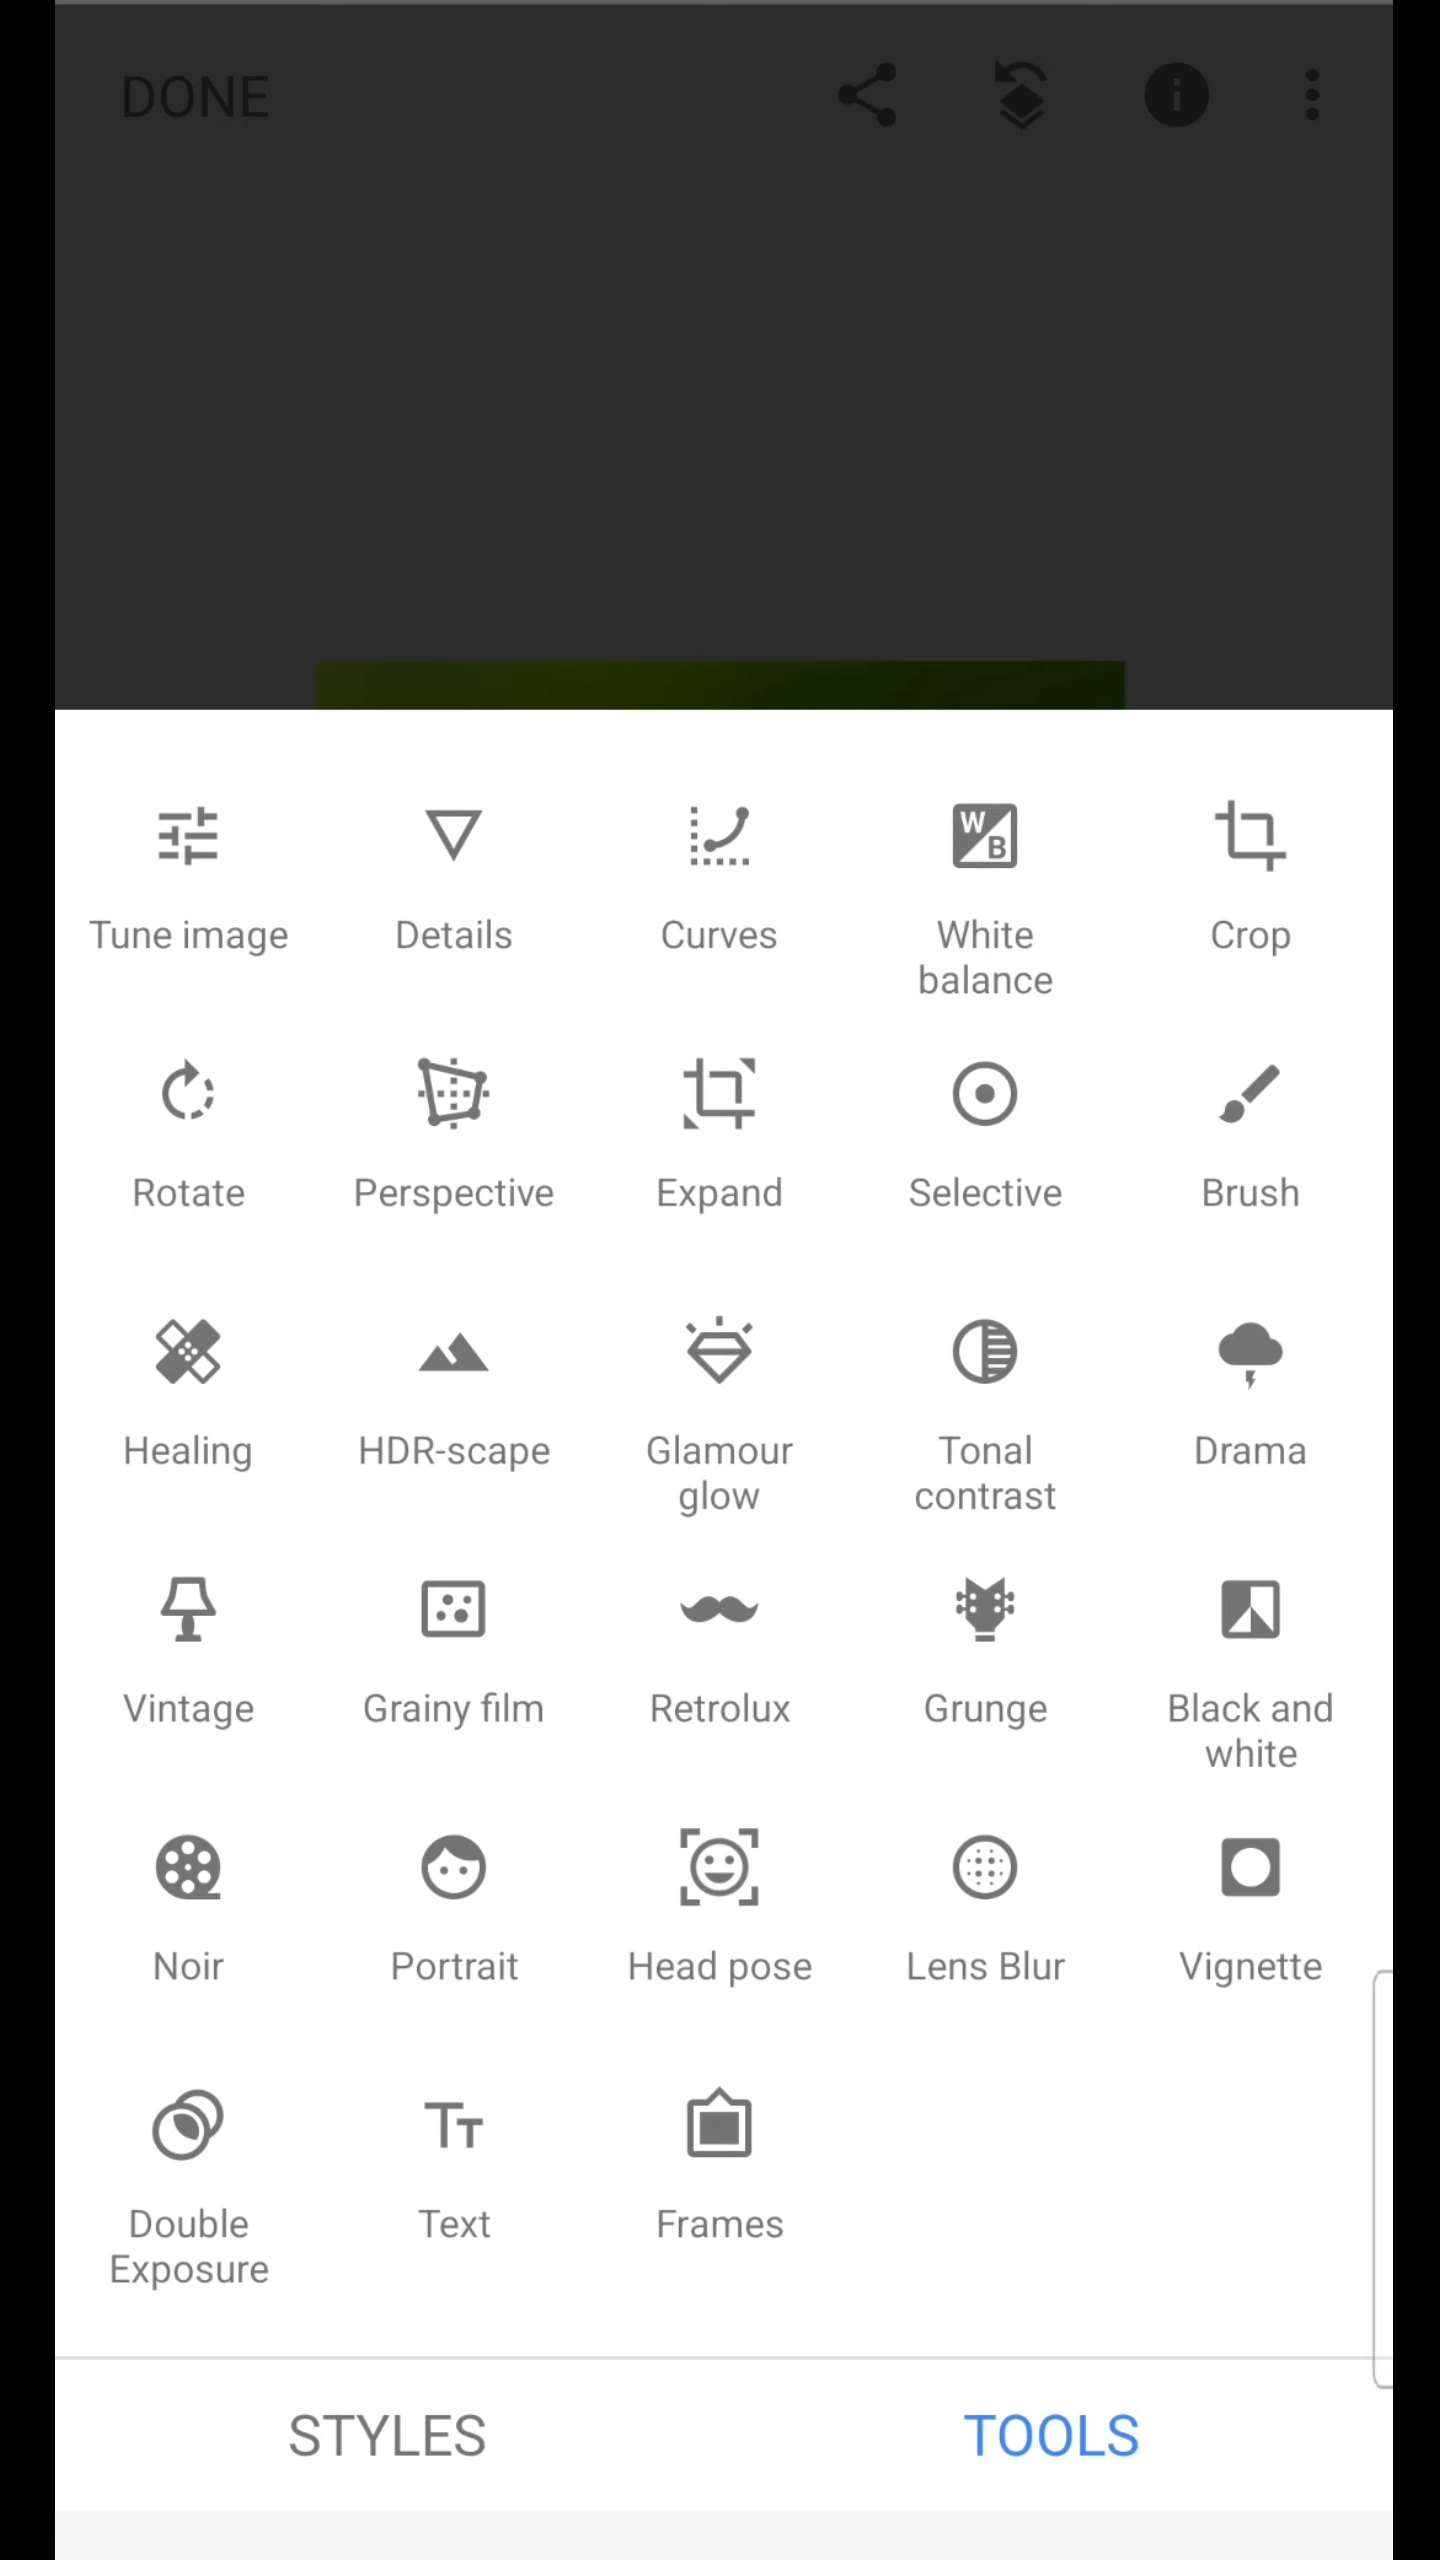 DONE
Tune image
Details
Curves
White
balance
Crop
Rotate
Perspective
Expand
Selective
Brush
Healing
HDR-scape
Glamour
glow
Tonal
contrast
Drama
Vintage
Grainy film
Retrolux
Grunge
Black and
white
Noir
Portrait
Head pose
Lens Blur
Vignette
Double
Exposure
Text
Frames
STYLES
TOOLS